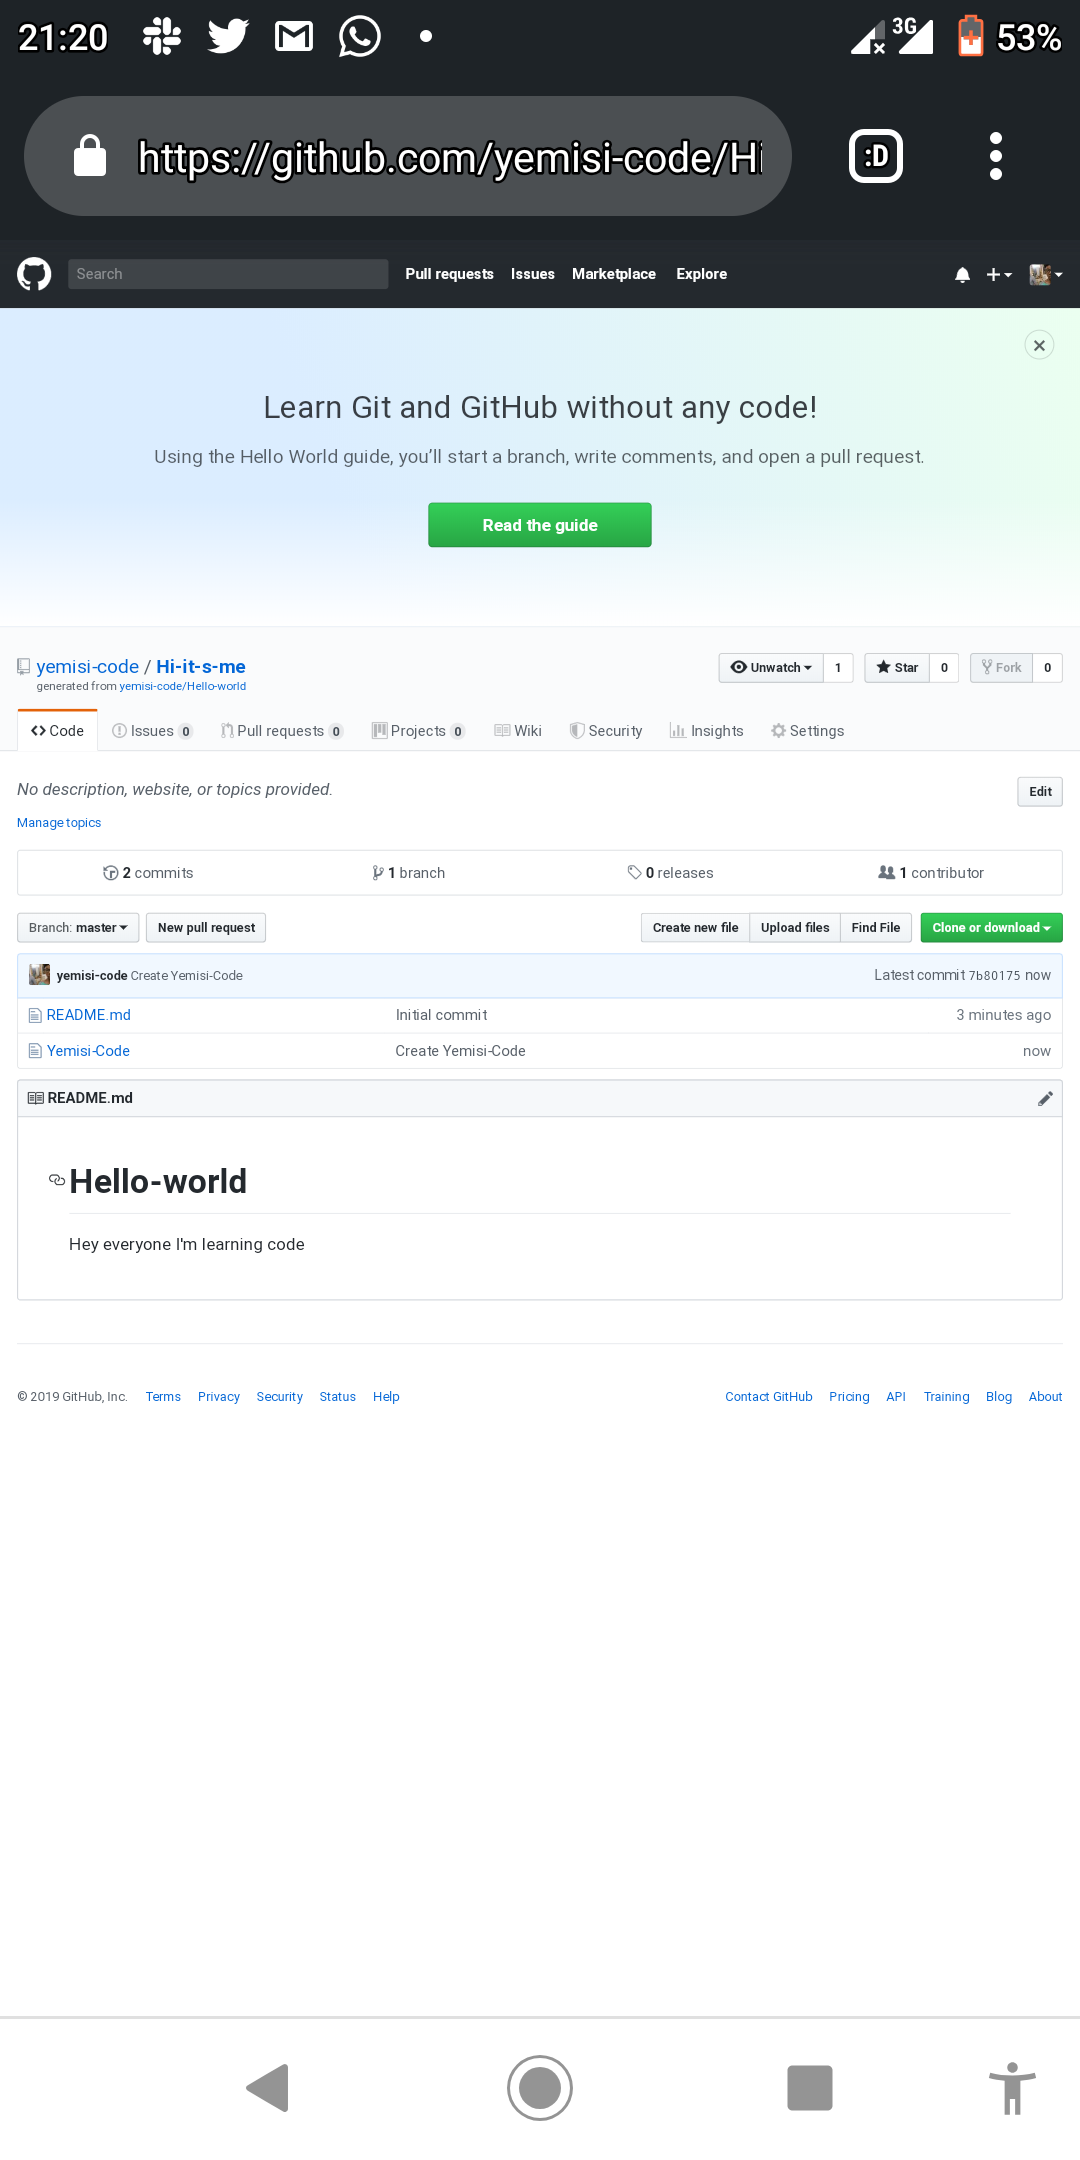 21:20 3G 53%
https://github.com/yemisi-code/Hi
:D
Search Pull requests Issues Marketplace Explore
Learn Git and GitHub without any code!
Using the Hello World guide, you’ll start a branch, write comments, and open a pull request.
Read the guide
yemisi-code / Hi-it-s-me Unwatch 1 Star 0 Fork 0
generated from yemisi-code/Hello-world
Code Issues 0 Pull requests 0 Projects 0 Wiki Security Insights Settings
No description, website, or topics provided. Edit
Manage topics
2 commits 1 branch 0 releases 1 contributor
Branch: master New pull request Create new file Upload files Find File Clone or download
yemisi-code Create Yemisi-Code Latest commit 7b80175 now
README.md Initial commit 3 minutes ago
Yemisi-Code Create Yemisi-Code now
README.md
Hello-world
Hey everyone I'm learning code
© 2019 GitHub, Inc. Terms Privacy Security Status Help Contact GitHub Pricing API Training Blog About